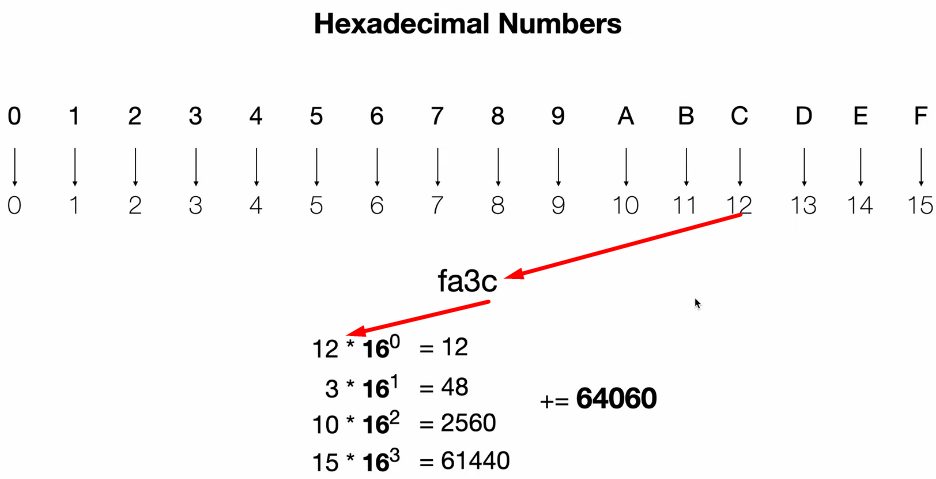 Hexadecimal Numbers
0 1 2 3 4 5 6 7 8 9 A B C D E F
0 1 2 3 4 5 6 7 8 9 10 11 12 13 14 15
fa3c
12 * 16⁰ = 12
3 * 16¹ = 48
+= 64060
10 * 16² = 2560
15 * 16³ = 61440